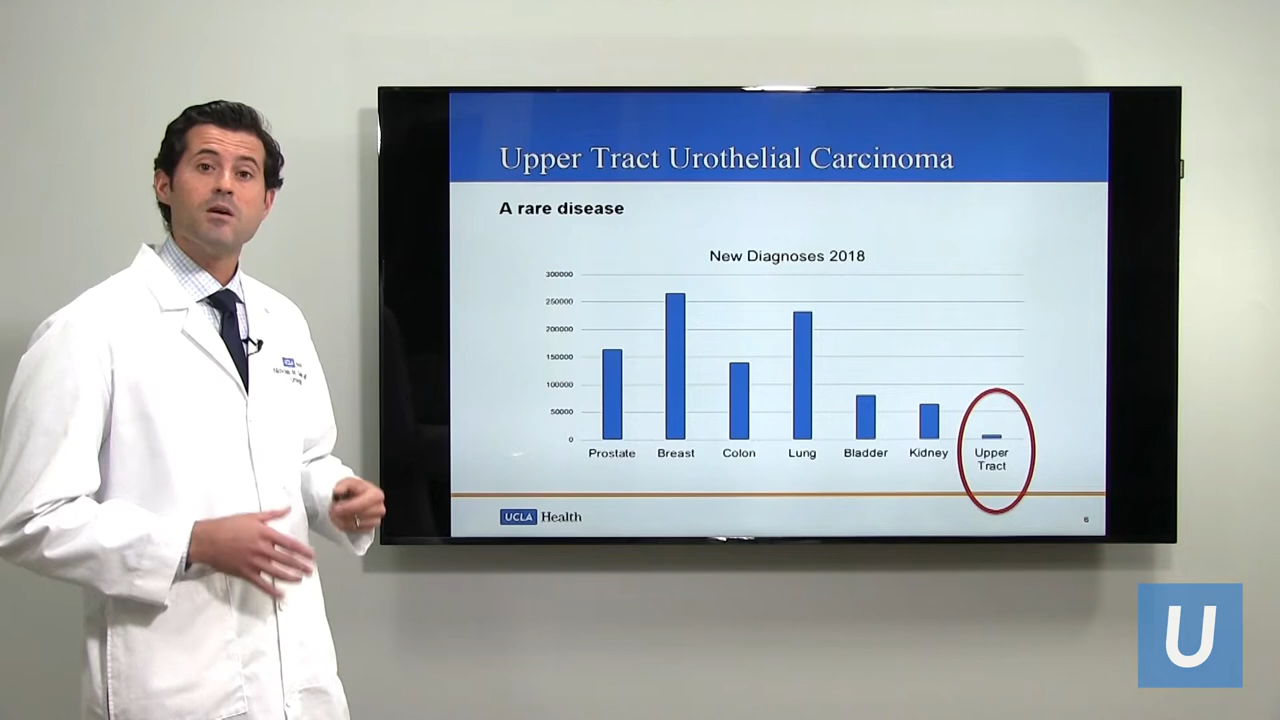 Upper Tract Urothelial Carcinoma
A rare disease
New Diagnoses 2018
300000
250000
200000
150000
100000
50000
0
Prostate Breast Colon Lung Bladder Kidney Upper
Tract
UCLA Health
6
UCLA
U